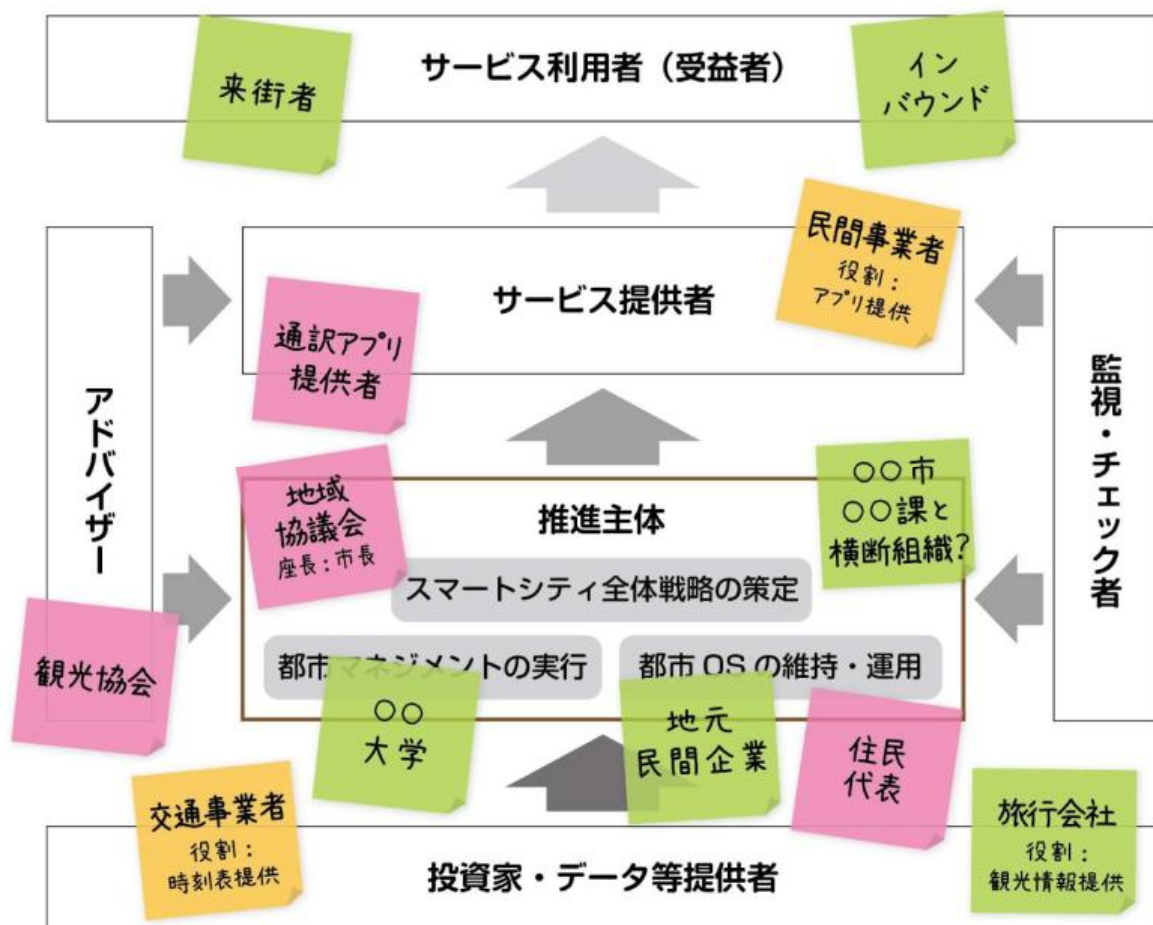 サービス利用者（受益者）
来街者
イン
バウンド
民間事業者
役割：
アプリ提供
サービス提供者
通訳アプリ
提供者
アドバイザー
監視・チェック者
地域
協議会
座長：市長
推進主体
○○市
○○課と
横断組織？
スマートシティ全体戦略の策定
都市マネジメントの実行
都市 OS の維持・運用
観光協会
○○
大学
地元
民間企業
住民
代表
交通事業者
役割：
時刻表提供
投資家・データ等提供者
旅行会社
役割：
観光情報提供